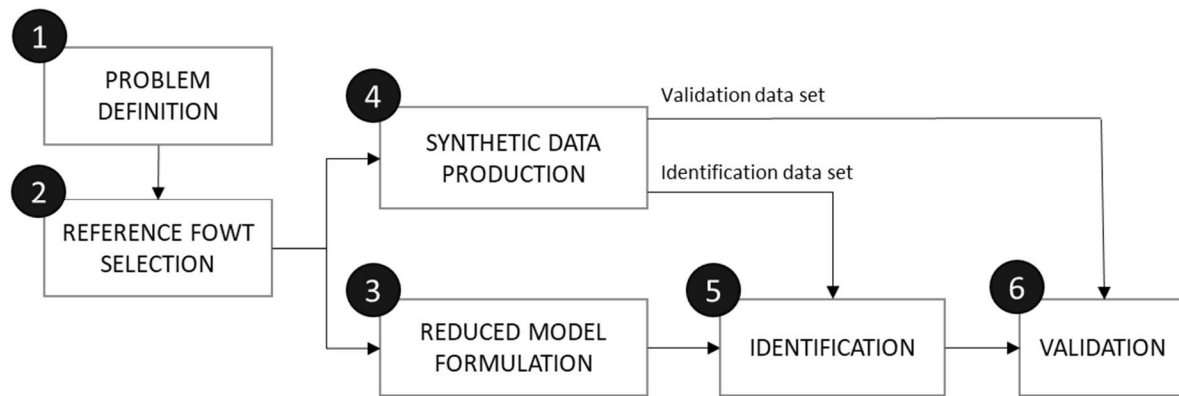 1
PROBLEM
DEFINITION
2
REFERENCE FOWT
SELECTION
4
SYNTHETIC DATA
PRODUCTION
Validation data set
Identification data set
3
REDUCED MODEL
FORMULATION
5
IDENTIFICATION
6
VALIDATION